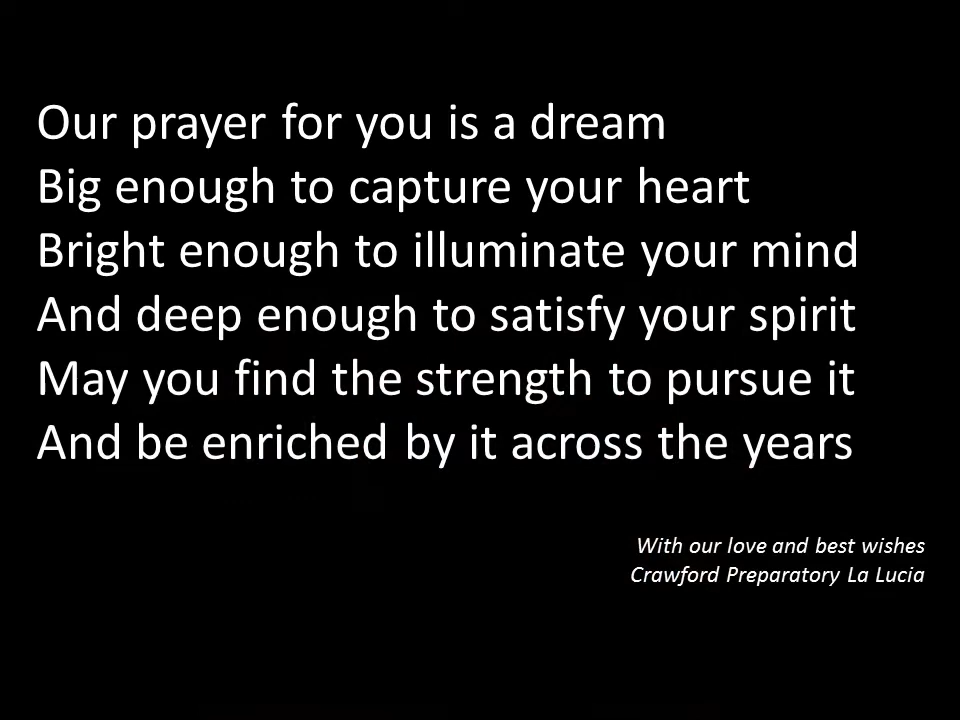 Our prayer for you is a dream
Big enough to capture your heart
Bright enough to illuminate your mind
And deep enough to satisfy your spirit
May you find the strength to pursue it
And be enriched by it across the years
With our love and best wishes
Crawford Preparatory La Lucia